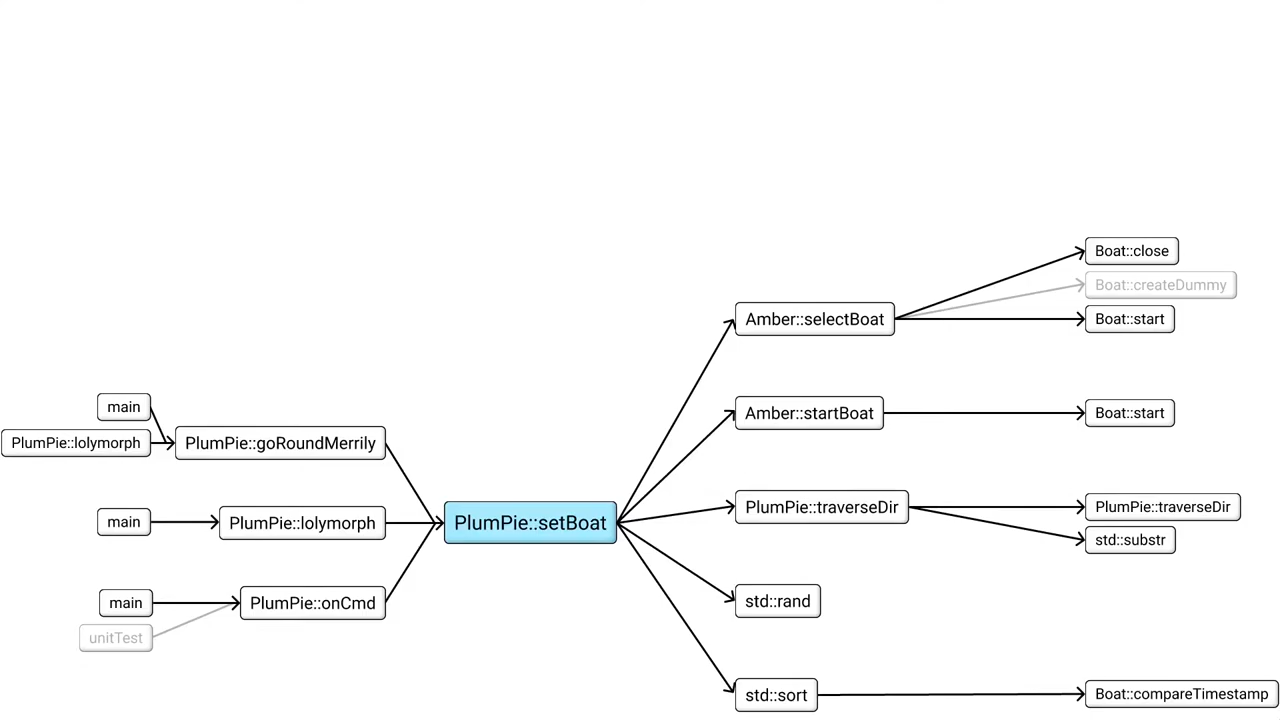 main
PlumPie::lolymorph
PlumPie::goRoundMerrily
main
PlumPie::lolymorph
main
unitTest
PlumPie::onCmd
PlumPie::setBoat
Amber::selectBoat
Boat::close
Boat::createDummy
Boat::start
Amber::startBoat
Boat::start
PlumPie::traverseDir
PlumPie::traverseDir
std::substr
std::rand
std::sort
Boat::compareTimestamp